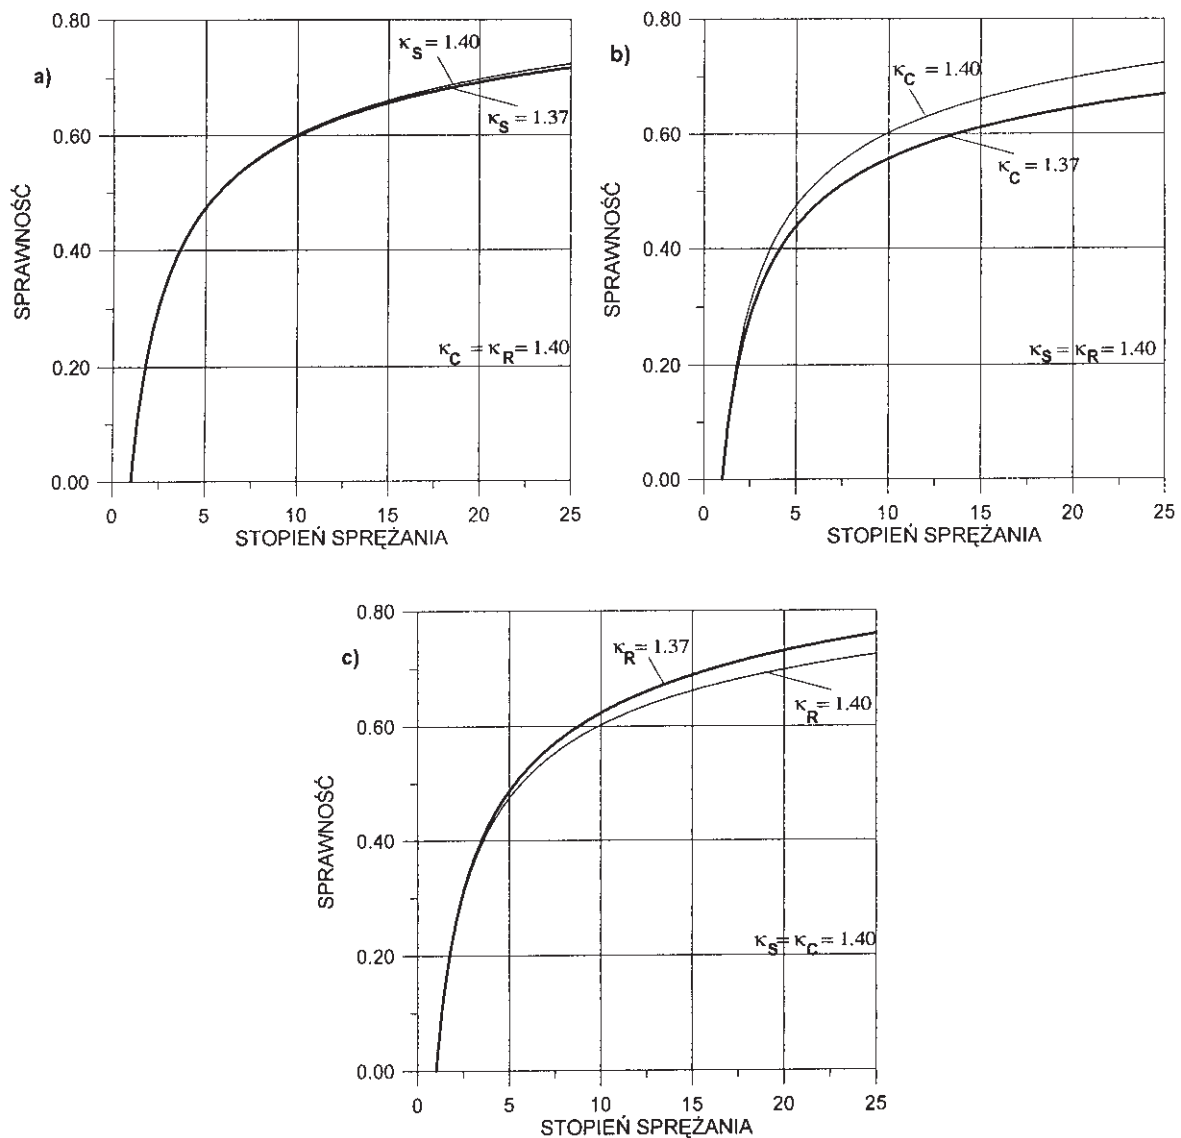 a)
0.80
0.60
0.40
0.20
0.00
SPRAWNOŚĆ
κS = 1.40
κS = 1.37
κC = κR = 1.40
0 5 10 15 20 25
STOPIEŃ SPRĘŻANIA
b)
0.80
0.60
0.40
0.20
0.00
SPRAWNOŚĆ
κC = 1.40
κC = 1.37
κS = κR = 1.40
0 5 10 15 20 25
STOPIEŃ SPRĘŻANIA
c)
0.80
0.60
0.40
0.20
0.00
SPRAWNOŚĆ
κR = 1.37
κR = 1.40
κS = κC = 1.40
0 5 10 15 20 25
STOPIEŃ SPRĘŻANIA